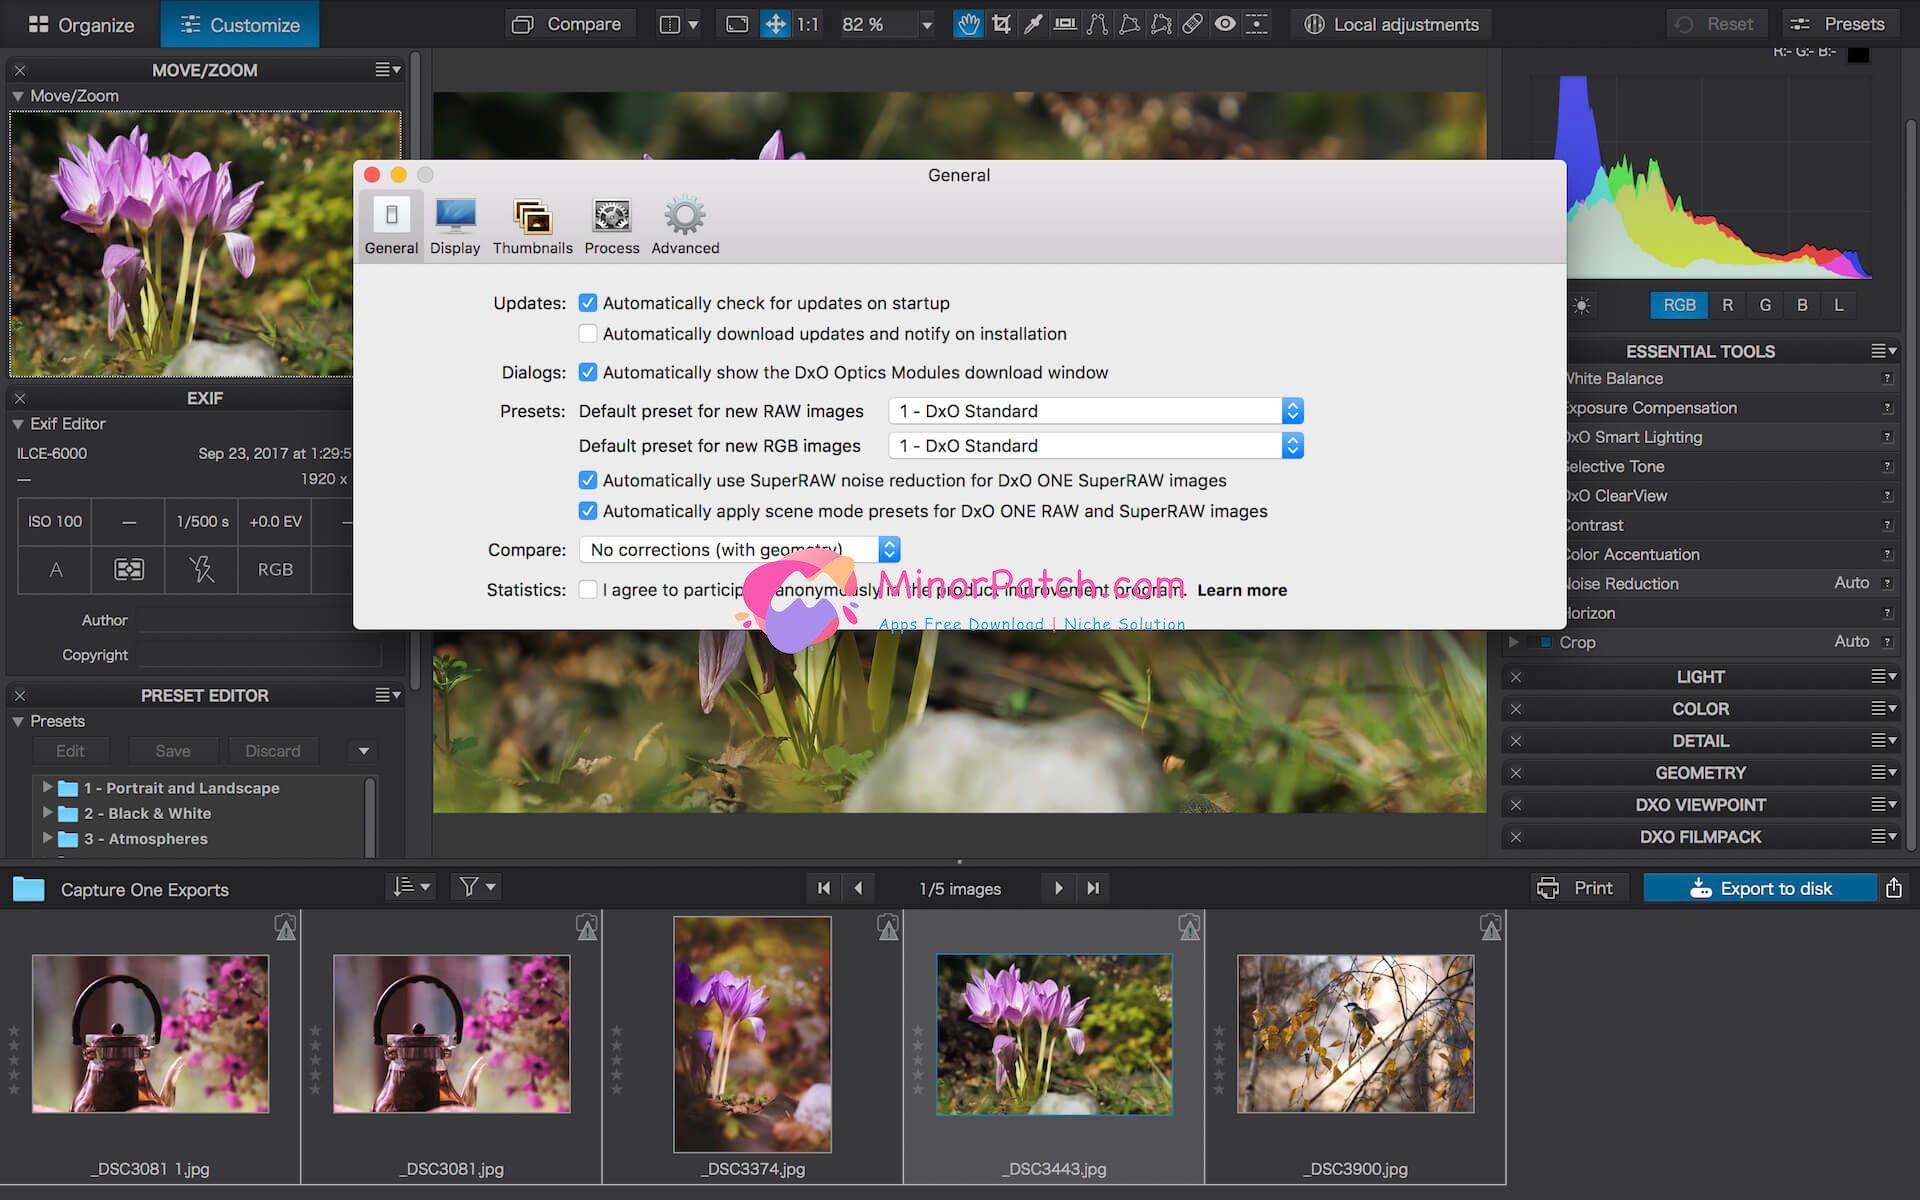 Organize
Customize
Compare
1:1
82 %
Local adjustments
Reset
Presets
MOVE/ZOOM
Move/Zoom
R:- G:- B:-
General
General
Display
Thumbnails
Process
Advanced
Updates:
Automatically check for updates on startup
Automatically download updates and notify on installation
Dialogs:
Automatically show the DxO Optics Modules download window
Presets:
Default preset for new RAW images
1 - DxO Standard
Default preset for new RGB images
1 - DxO Standard
Automatically use SuperRAW noise reduction for DxO ONE SuperRAW images
Automatically apply scene mode presets for DxO ONE RAW and SuperRAW images
Compare:
No corrections (with geometry)
Statistics:
I agree to particip anonymously in the product improvement program.
Learn more
MinorPatch.com
Apps Free Download | Niche Solution
EXIF
Exif Editor
ILCE-6000
Sep 23, 2017 at 1:29:5
—
1920 x
ISO 100
—
1/500 s
+0.0 EV
—
A
RGB
Author
Copyright
PRESET EDITOR
Presets
Edit
Save
Discard
1 - Portrait and Landscape
2 - Black & White
3 - Atmospheres
RGB
R
G
B
L
ESSENTIAL TOOLS
White Balance
?
Exposure Compensation
?
DxO Smart Lighting
?
Selective Tone
?
DxO ClearView
?
Contrast
?
Color Accentuation
?
Noise Reduction
Auto
?
Horizon
?
Crop
Auto
?
LIGHT
COLOR
DETAIL
GEOMETRY
DXO VIEWPOINT
DXO FILMPACK
Capture One Exports
1/5 images
Print
Export to disk
_DSC3081 1.jpg
_DSC3081.jpg
_DSC3374.jpg
_DSC3443.jpg
_DSC3900.jpg